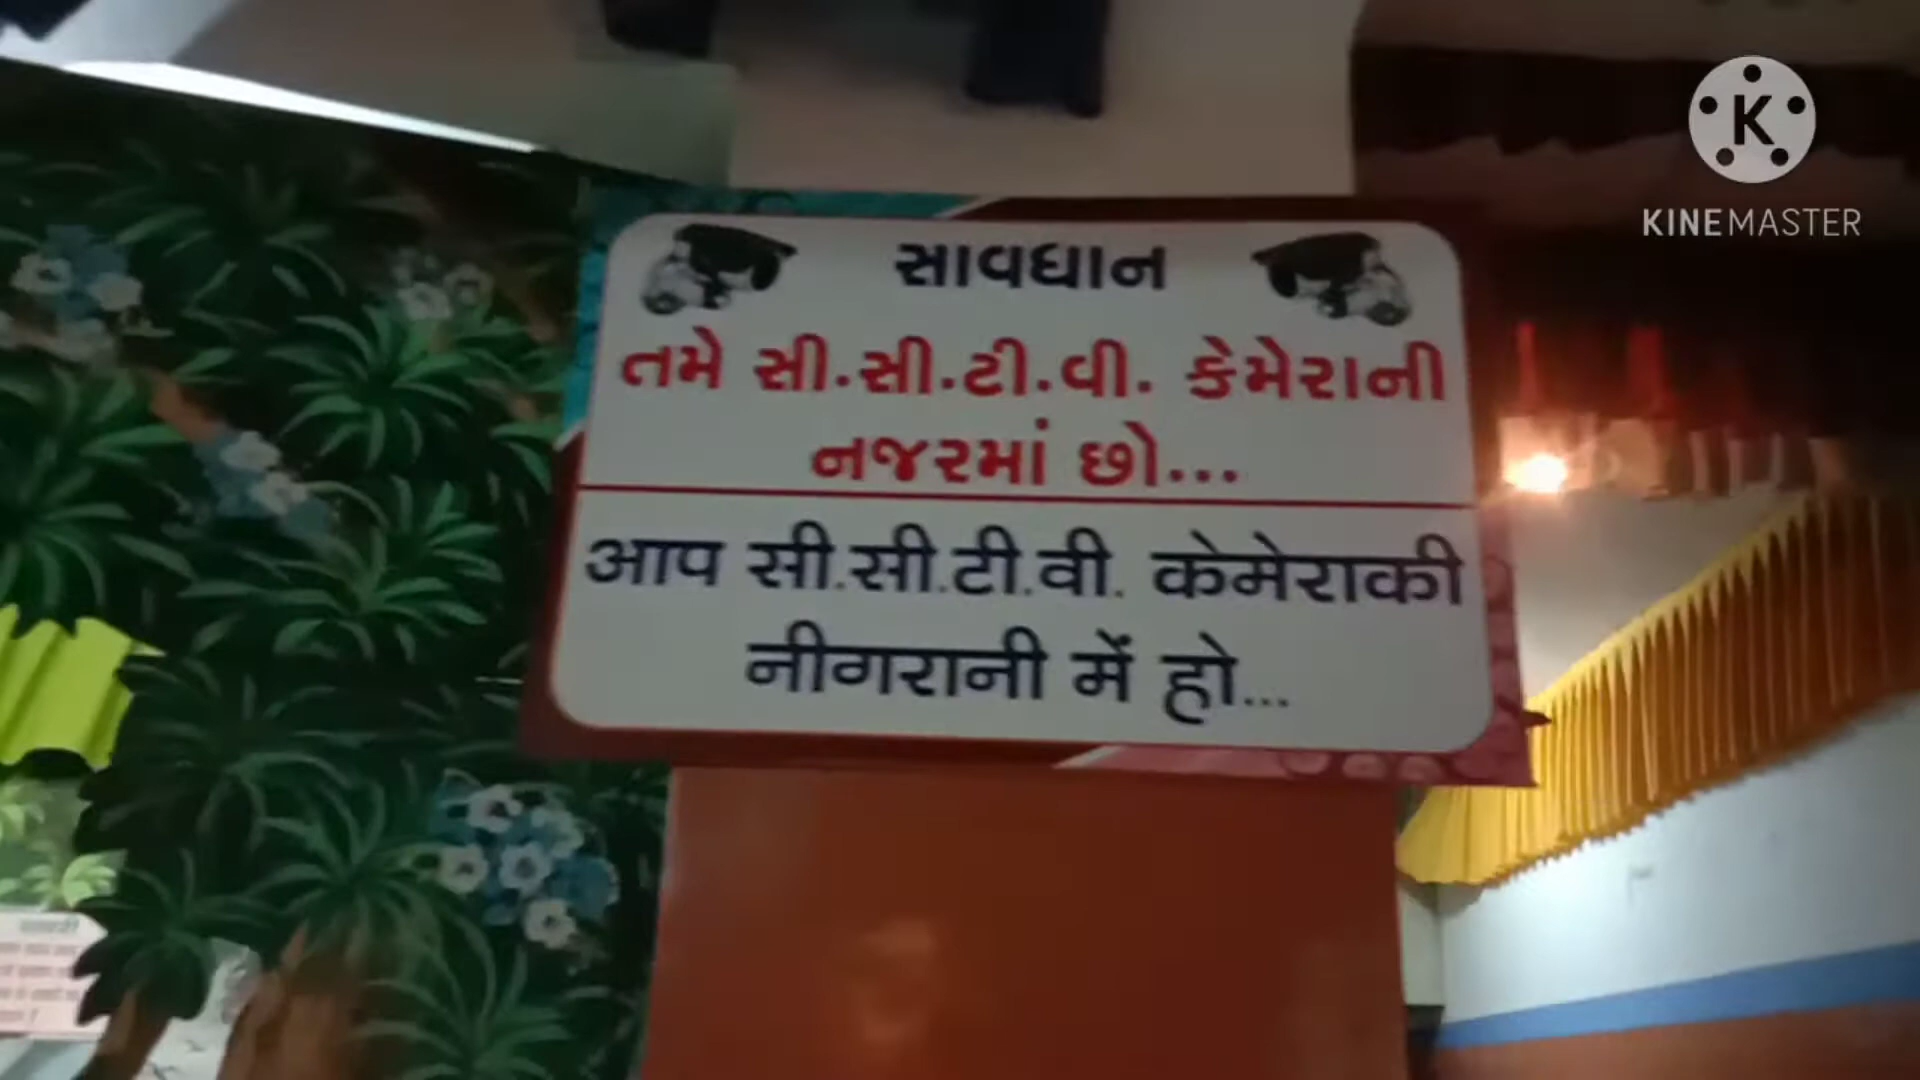 K
KINEMASTER
સાવધાન
તમે સી.સી.ટી.વી. કેમેરાની
નજરમાં છો...
आप सी.सी.टी.वी. केमेराकी
नीगरानी में हो...